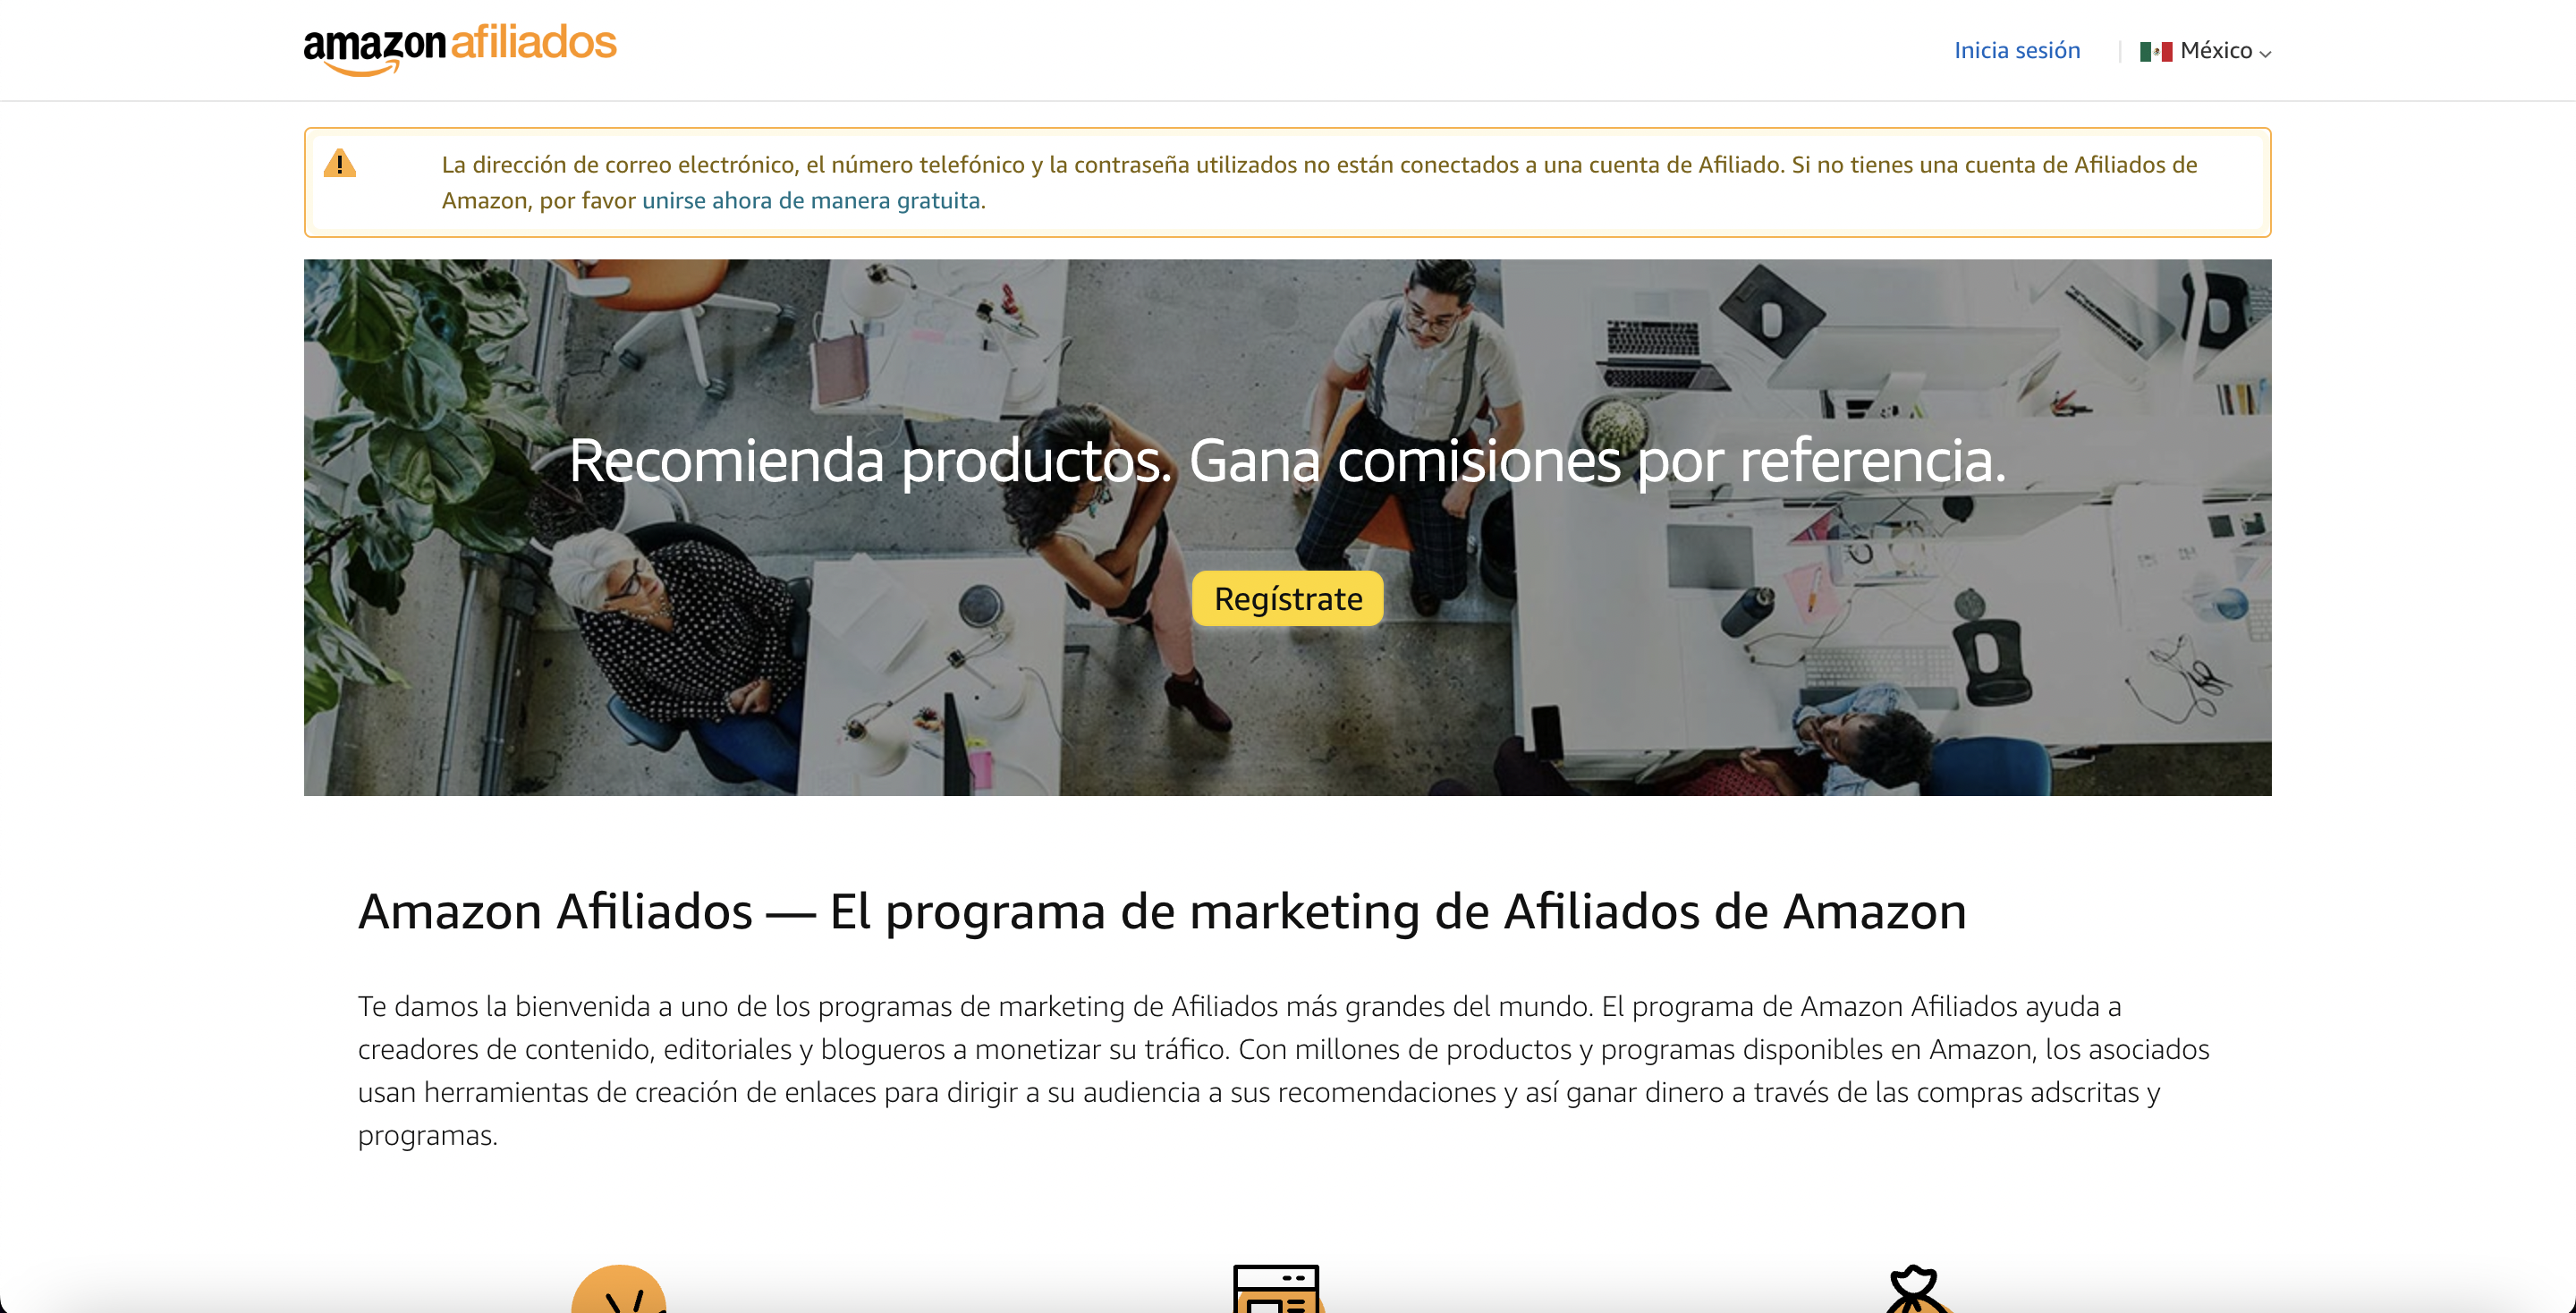 amazon afiliados
Inicia sesión
México
La dirección de correo electrónico, el número telefónico y la contraseña utilizados no están conectados a una cuenta de Afiliado. Si no tienes una cuenta de Afiliados de
Amazon, por favor unirse ahora de manera gratuita.
Recomienda productos. Gana comisiones por referencia.
Regístrate
Amazon Afiliados — El programa de marketing de Afiliados de Amazon
Te damos la bienvenida a uno de los programas de marketing de Afiliados más grandes del mundo. El programa de Amazon Afiliados ayuda a
creadores de contenido, editoriales y blogueros a monetizar su tráfico. Con millones de productos y programas disponibles en Amazon, los asociados
usan herramientas de creación de enlaces para dirigir a su audiencia a sus recomendaciones y así ganar dinero a través de las compras adscritas y
programas.